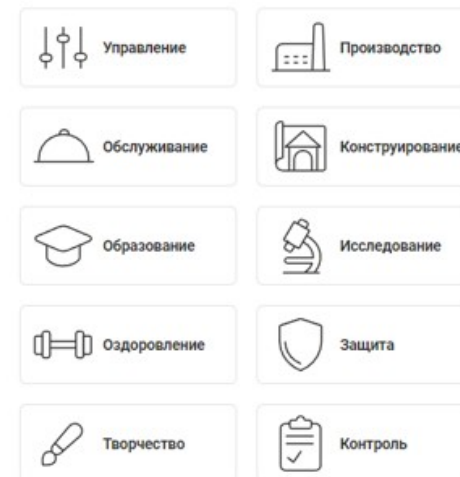 Управление
Производство
Обслуживание
Конструирование
Образование
Исследование
Оздоровление
Защита
Творчество
Контроль